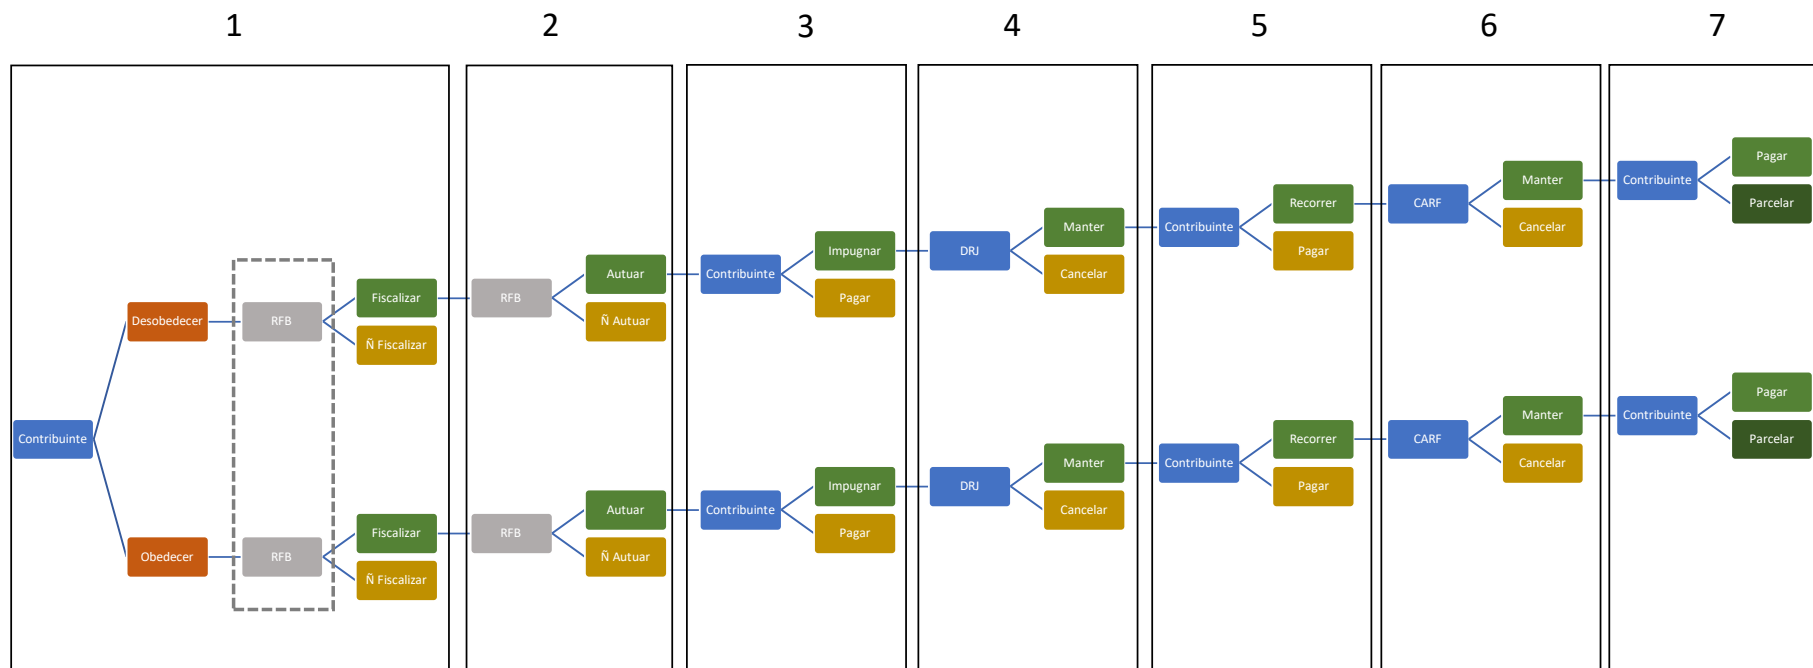 1
2
3
4
5
6
7
Contribuinte
Desobedecer
RFB
Fiscalizar
Ñ Fiscalizar
RFB
Autuar
Ñ Autuar
Contribuinte
Impugnar
Pagar
DRJ
Manter
Cancelar
Contribuinte
Recorrer
Pagar
CARF
Manter
Cancelar
Contribuinte
Pagar
Parcelar
Obedecer
RFB
Fiscalizar
Ñ Fiscalizar
RFB
Autuar
Ñ Autuar
Contribuinte
Impugnar
Pagar
DRJ
Manter
Cancelar
Contribuinte
Recorrer
Pagar
CARF
Manter
Cancelar
Contribuinte
Pagar
Parcelar